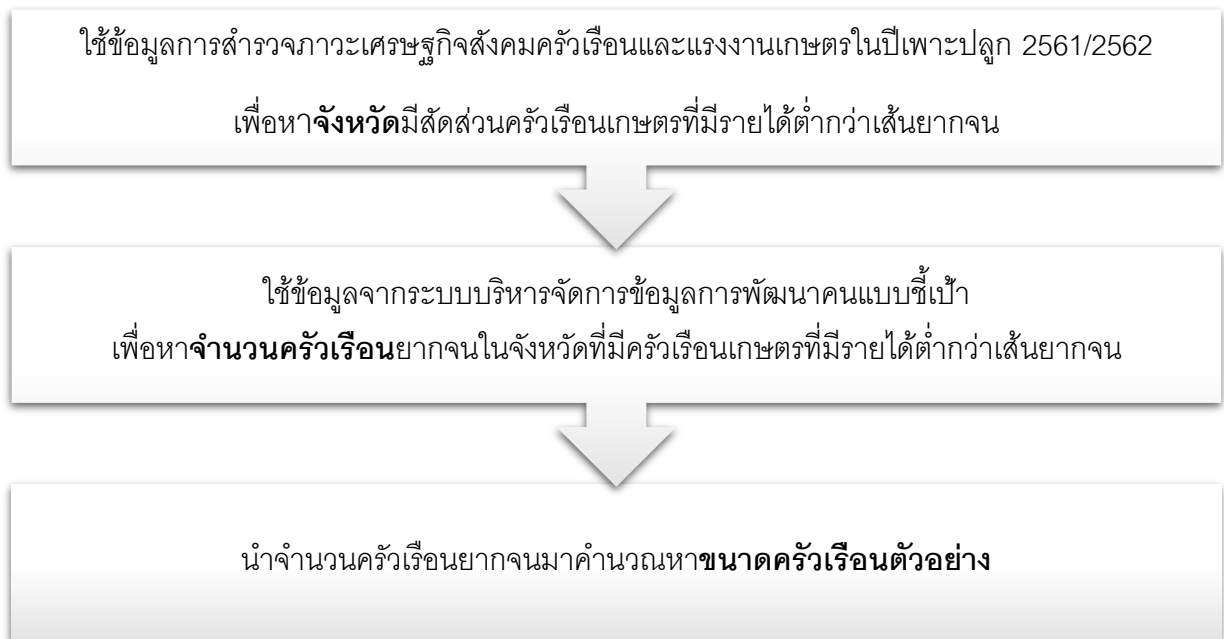 ใช้ข้อมูลการสำรวจภาวะเศรษฐกิจสังคมครัวเรือนและแรงงานเกษตรในปีเพาะปลูก 2561/2562
เพื่อหาจังหวัดมีสัดส่วนครัวเรือนเกษตรที่มีรายได้ต่ำกว่าเส้นยากจน
ใช้ข้อมูลจากระบบบริหารจัดการข้อมูลการพัฒนาคนแบบชี้เป้า
เพื่อหาจำนวนครัวเรือนยากจนในจังหวัดที่มีครัวเรือนเกษตรที่มีรายได้ต่ำกว่าเส้นยากจน
นำจำนวนครัวเรือนยากจนมาคำนวณหาขนาดครัวเรือนตัวอย่าง